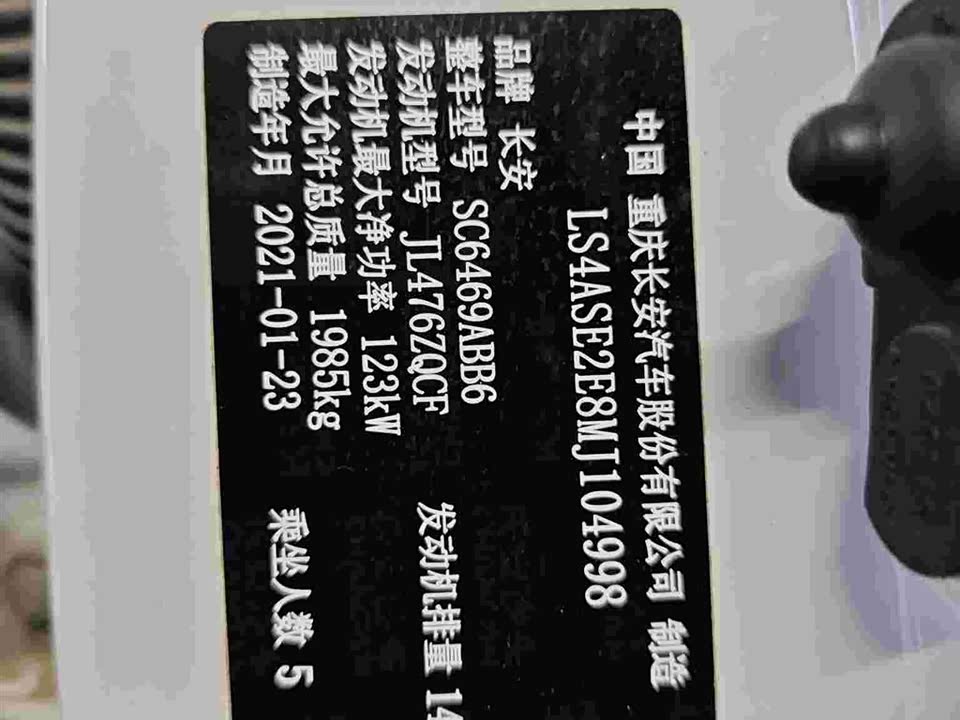 中国 重庆长安汽车股份有限公司 制造
LS4ASE2E8MJ104998
品牌 长安
整车型号 SC6469ABB6
发动机型号 JL476ZQCF 发动机排量 14
发动机最大净功率 123kW
最大允许总质量 1985kg
制造年月 2021-01-23 乘坐人数 5